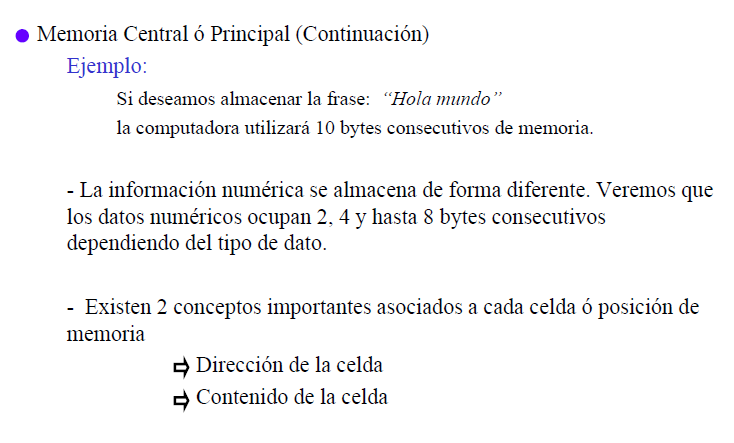 Memoria Central ó Principal (Continuación)
Ejemplo:
Si deseamos almacenar la frase: “Hola mundo”
la computadora utilizará 10 bytes consecutivos de memoria.
- La información numérica se almacena de forma diferente. Veremos que
los datos numéricos ocupan 2, 4 y hasta 8 bytes consecutivos
dependiendo del tipo de dato.
- Existen 2 conceptos importantes asociados a cada celda ó posición de
memoria
Dirección de la celda
Contenido de la celda